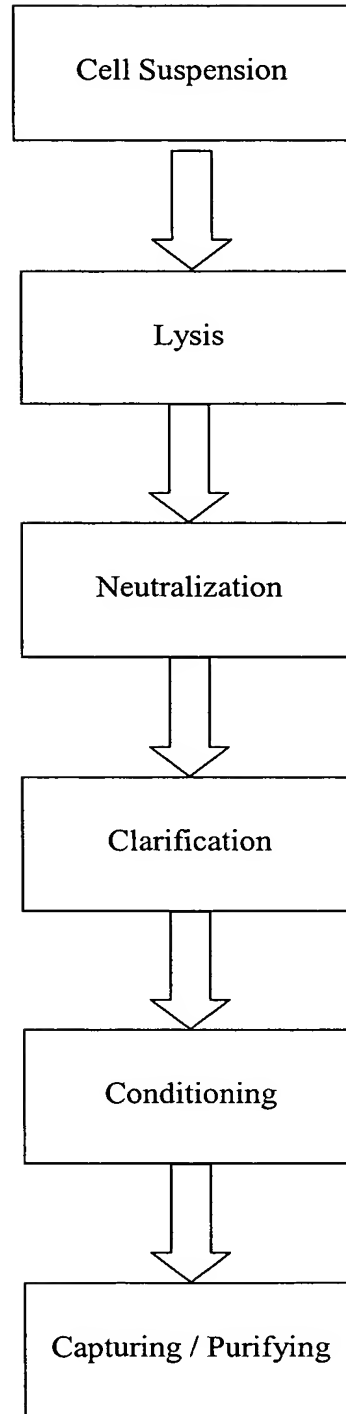 Cell Suspension
Lysis
Neutralization
Clarification
Conditioning
Capturing / Purifying